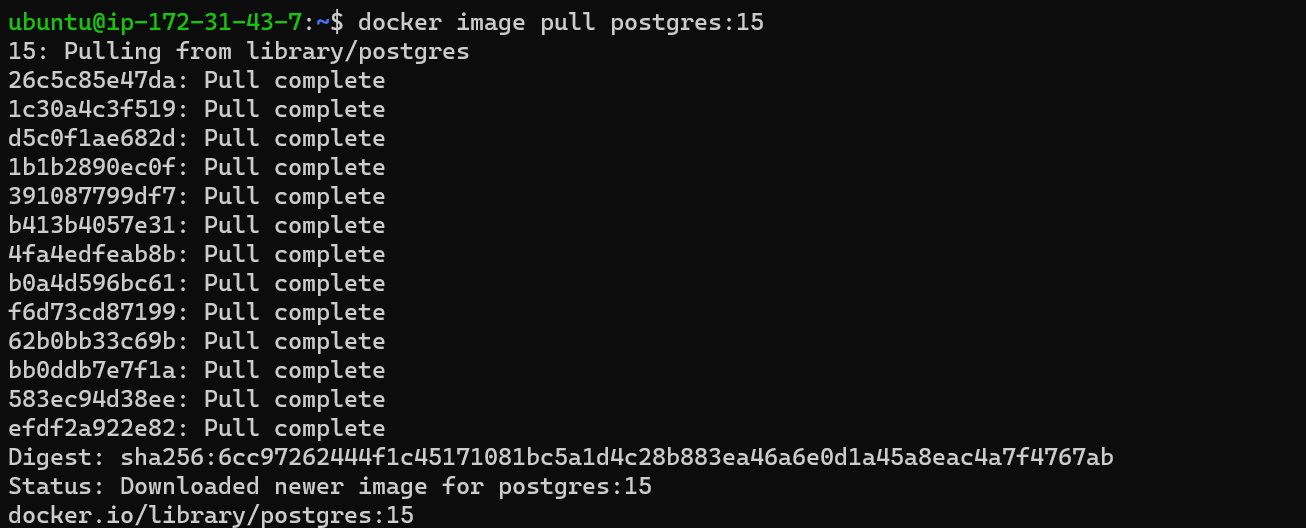 ubuntu@ip-172-31-43-7:~$ docker image pull postgres:15
15: Pulling from library/postgres
26c5c85e47da: Pull complete
1c30a4c3f519: Pull complete
d5c0f1ae682d: Pull complete
1b1b2890ec0f: Pull complete
391087799df7: Pull complete
b413b4057e31: Pull complete
4fa4edfeab8b: Pull complete
b0a4d596bc61: Pull complete
f6d73cd87199: Pull complete
62b0bb33c69b: Pull complete
bb0ddb7e7f1a: Pull complete
583ec94d38ee: Pull complete
efdf2a922e82: Pull complete
Digest: sha256:6cc97262444f1c45171081bc5a1d4c28b883ea46a6e0d1a45a8eac4a7f4767ab
Status: Downloaded newer image for postgres:15
docker.io/library/postgres:15